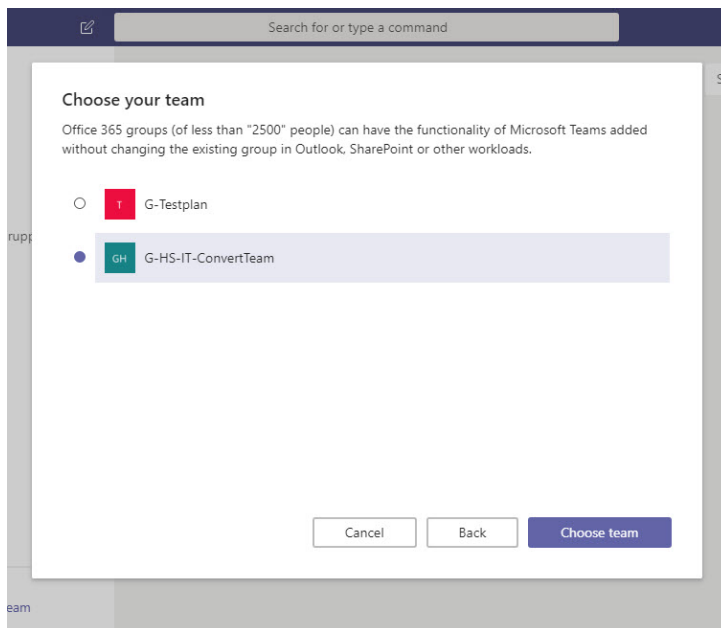 Search for or type a command
S
Choose your team
Office 365 groups (of less than "2500" people) can have the functionality of Microsoft Teams added
without changing the existing group in Outlook, SharePoint or other workloads.
T G-Testplan
rupp
GH G-HS-IT-ConvertTeam
Cancel Back Choose team
eam